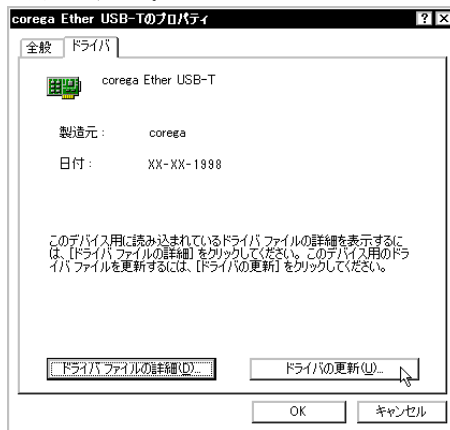 corega Ether USB-Tのプロパティ
全般 ドライバ
corega Ether USB-T
製造元： corega
日付： XX-XX-1998
このデバイス用に読み込まれているドライバ ファイルの詳細を表示するに
は、[ドライバ ファイルの詳細] をクリックしてください。このデバイス用のドラ
イバ ファイルを更新するには、[ドライバの更新] をクリックしてください。
ドライバ ファイルの詳細(D)... ドライバの更新(U)...
OK キャンセル